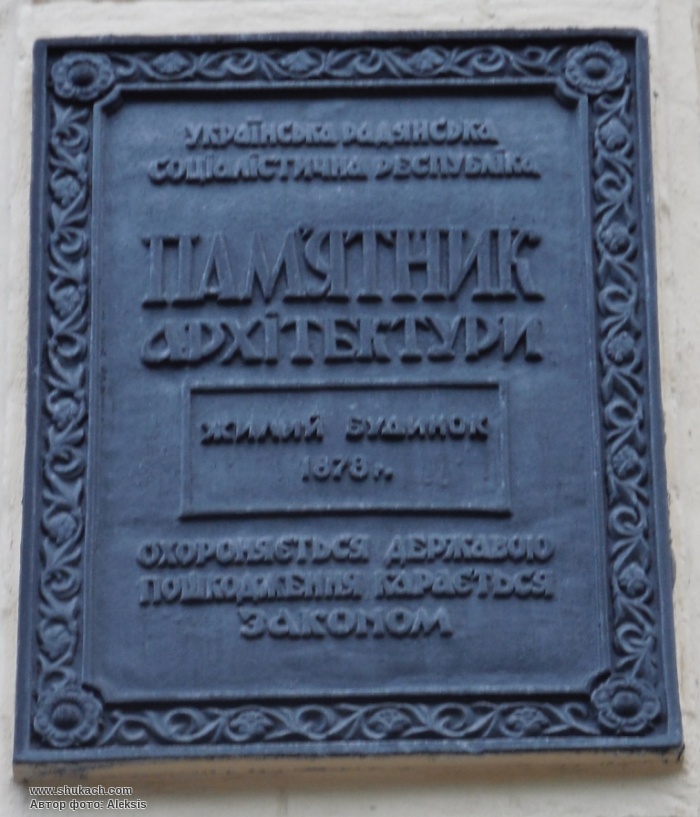 УКРАЇНСЬКА РАДЯНСЬКА
СОЦІАЛІСТИЧНА РЕСПУБЛІКА
ПАМ'ЯТНИК
АРХІТЕКТУРИ
ЖИЛИЙ БУДИНОК
1878 р.
ОХОРОНЯЄТЬСЯ ДЕРЖАВОЮ
ПОШКОДЖЕННЯ КАРАЄТЬСЯ
ЗАКОНОМ
www.shukach.com
Автор фото: Aleksis